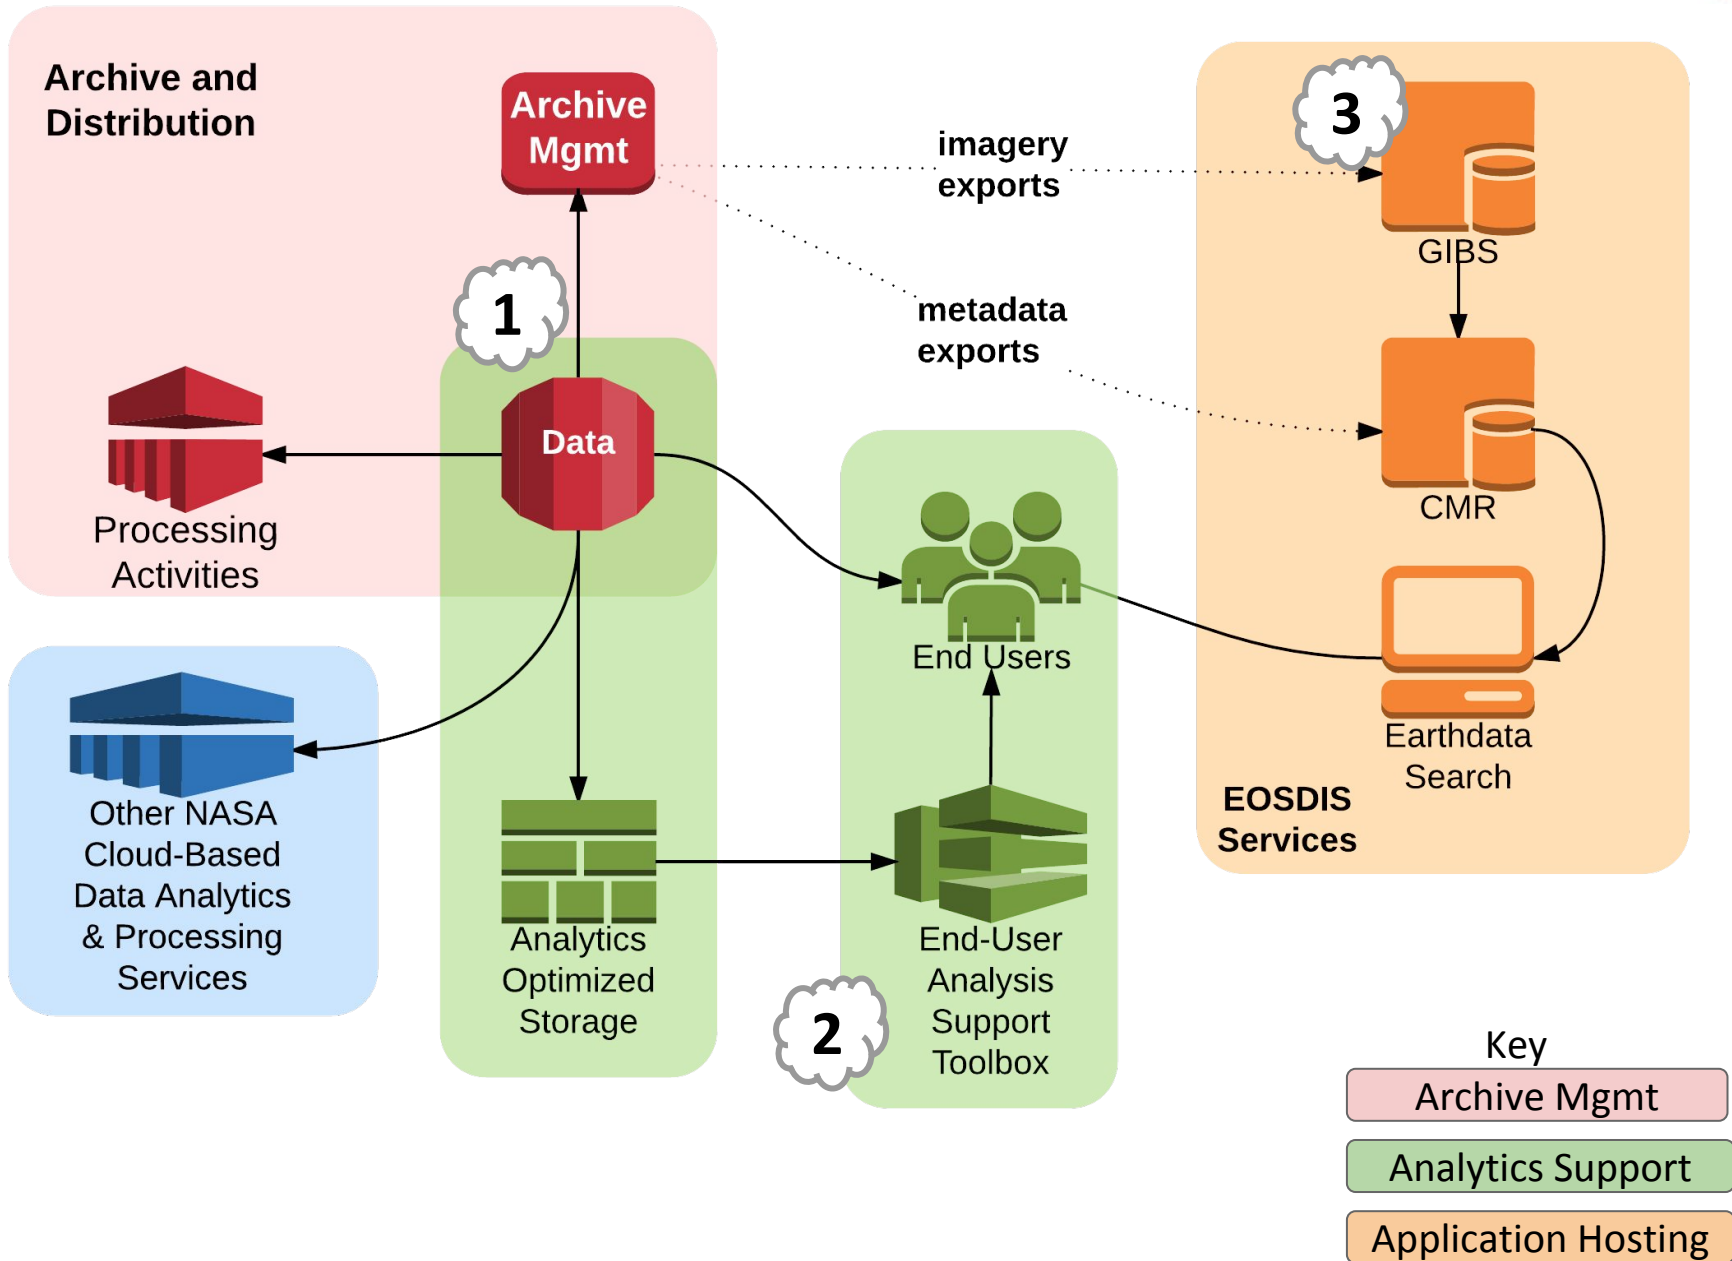 Archive and
Distribution
Archive
Mgmt
imagery
exports
3
GIBS
1
metadata
exports
Data
Processing
Activities
CMR
End Users
Earthdata
Search
EOSDIS
Services
Other NASA
Cloud-Based
Data Analytics
& Processing
Services
Analytics
Optimized
Storage
2
End-User
Analysis
Support
Toolbox
Key
Archive Mgmt
Analytics Support
Application Hosting